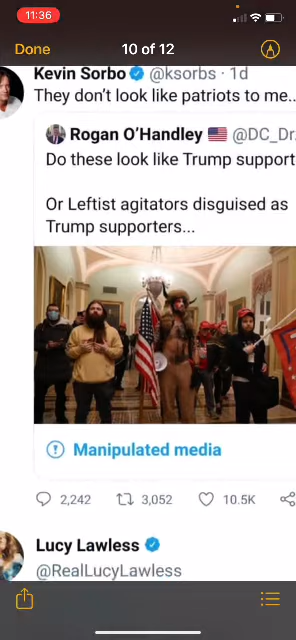 11:36
Done
10 of 12
Kevin Sorbo @ksorbs · 1d
They don't look like patriots to me..
Rogan O'Handley 🇺🇸 @DC_Dr
Do these look like Trump support
Or Leftist agitators disguised as
Trump supporters...
Manipulated media
2,242
3,052
10.5K
Lucy Lawless
@RealLucyLawless